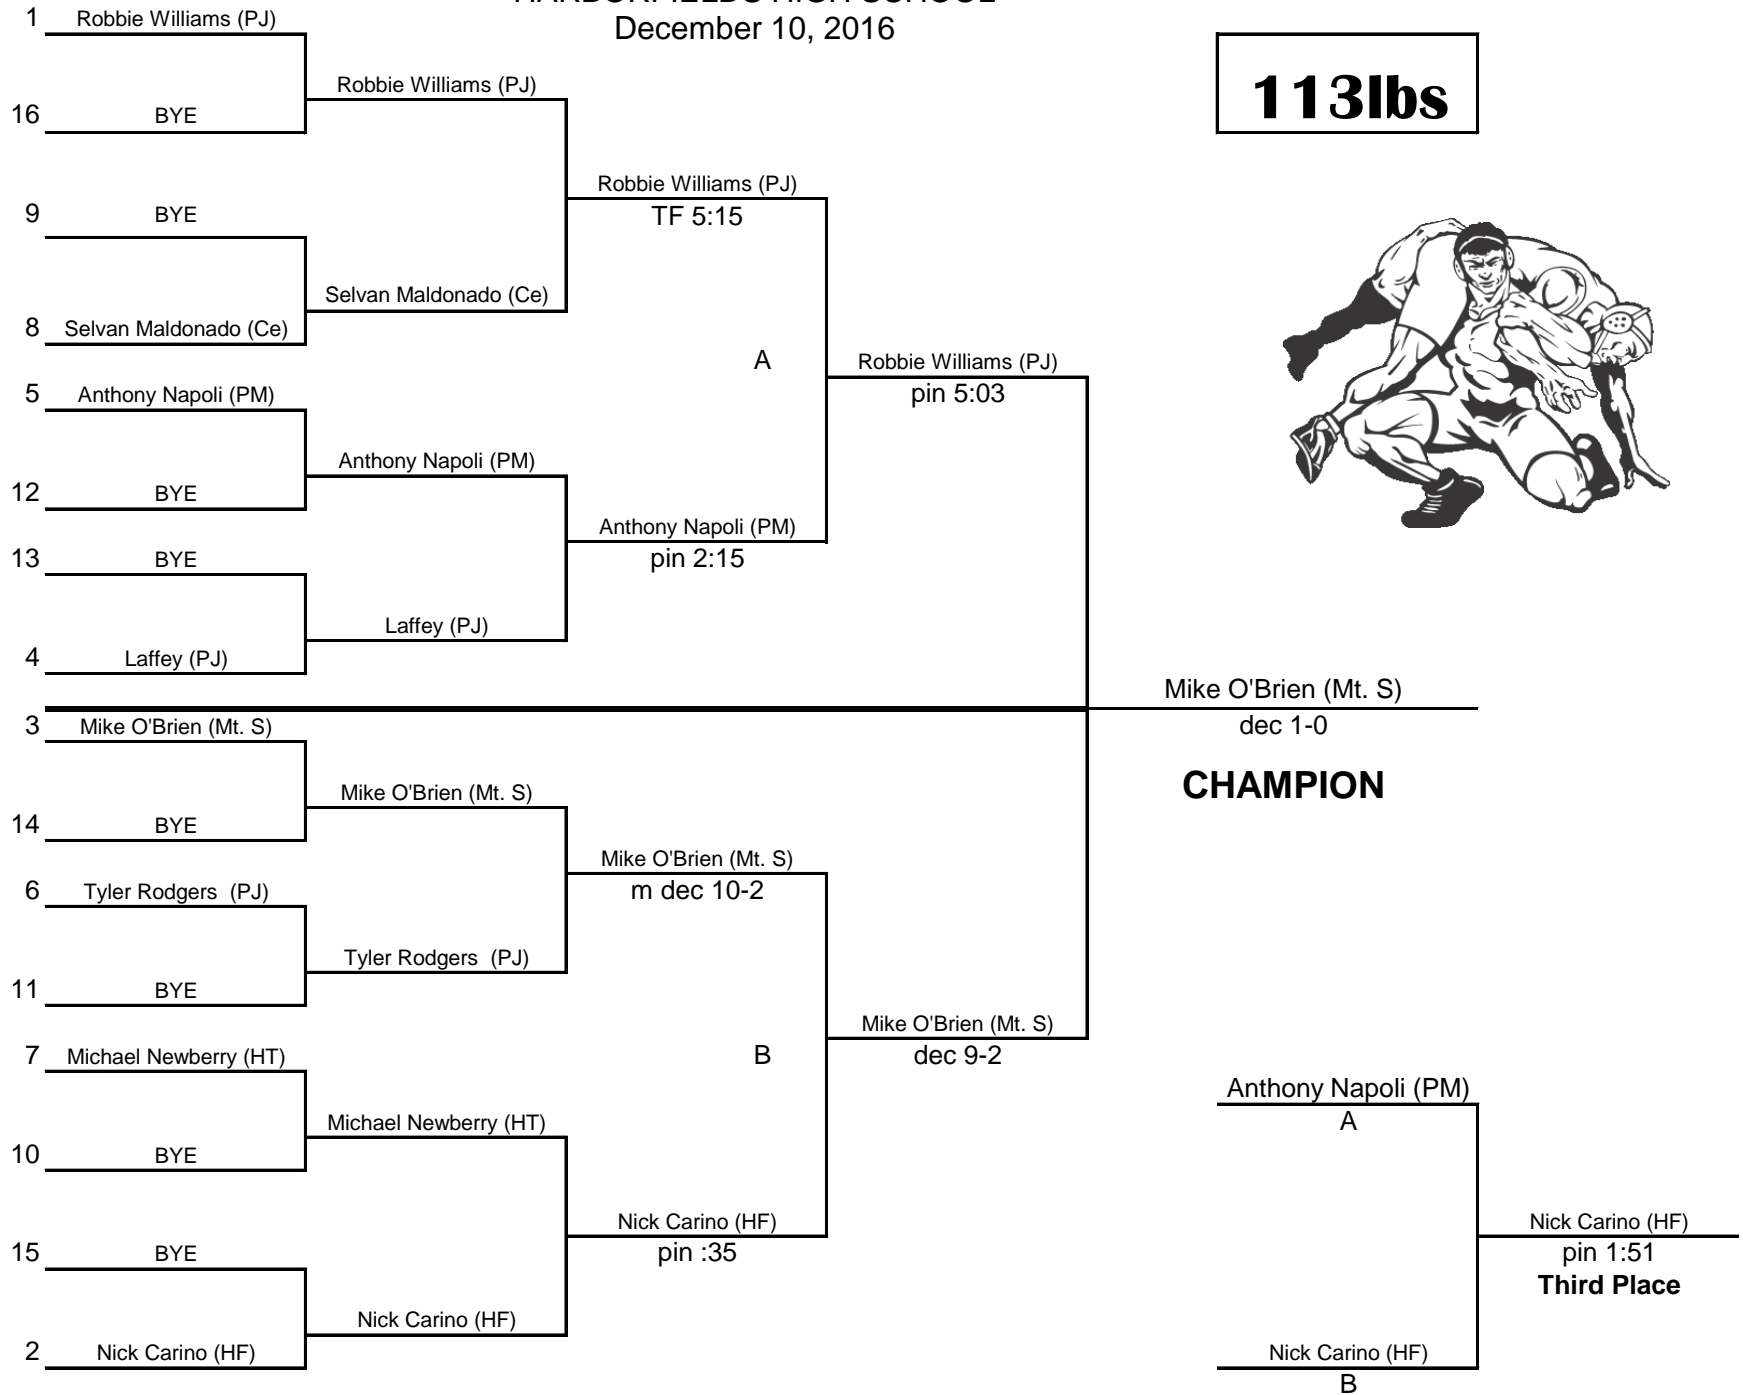 HARBORFIELDS HIGH SCHOOL
December 10, 2016
113lbs
1 Robbie Williams (PJ)
Robbie Williams (PJ)
16 BYE
Robbie Williams (PJ)
TF 5:15
9 BYE
Selvan Maldonado (Ce)
8 Selvan Maldonado (Ce)
A
Robbie Williams (PJ)
pin 5:03
5 Anthony Napoli (PM)
Anthony Napoli (PM)
12 BYE
Anthony Napoli (PM)
pin 2:15
13 BYE
Laffey (PJ)
4 Laffey (PJ)
Mike O'Brien (Mt. S)
dec 1-0
CHAMPION
3 Mike O'Brien (Mt. S)
Mike O'Brien (Mt. S)
14 BYE
Mike O'Brien (Mt. S)
m dec 10-2
6 Tyler Rodgers  (PJ)
Tyler Rodgers  (PJ)
11 BYE
B
Mike O'Brien (Mt. S)
dec 9-2
7 Michael Newberry (HT)
Michael Newberry (HT)
10 BYE
Nick Carino (HF)
pin :35
15 BYE
Nick Carino (HF)
2 Nick Carino (HF)
Anthony Napoli (PM)
A
Nick Carino (HF)
pin 1:51
Third Place
Nick Carino (HF)
B